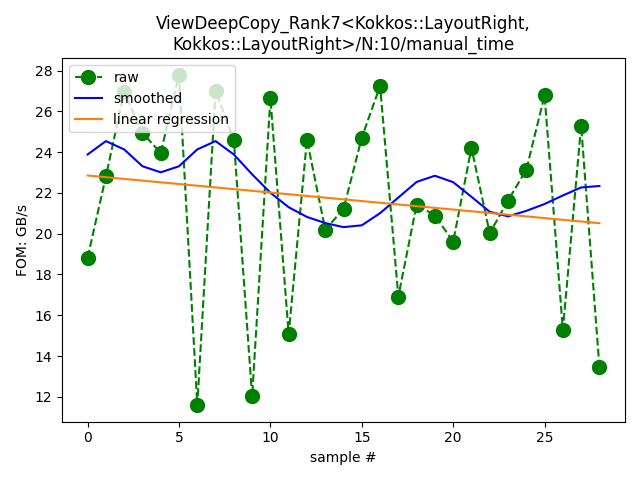 ViewDeepCopy_Rank7<Kokkos::LayoutRight,
Kokkos::LayoutRight>/N:10/manual_time
raw
smoothed
linear regression
FOM: GB/s
28
26
24
22
20
18
16
14
12
0
5
10
15
20
25
sample #